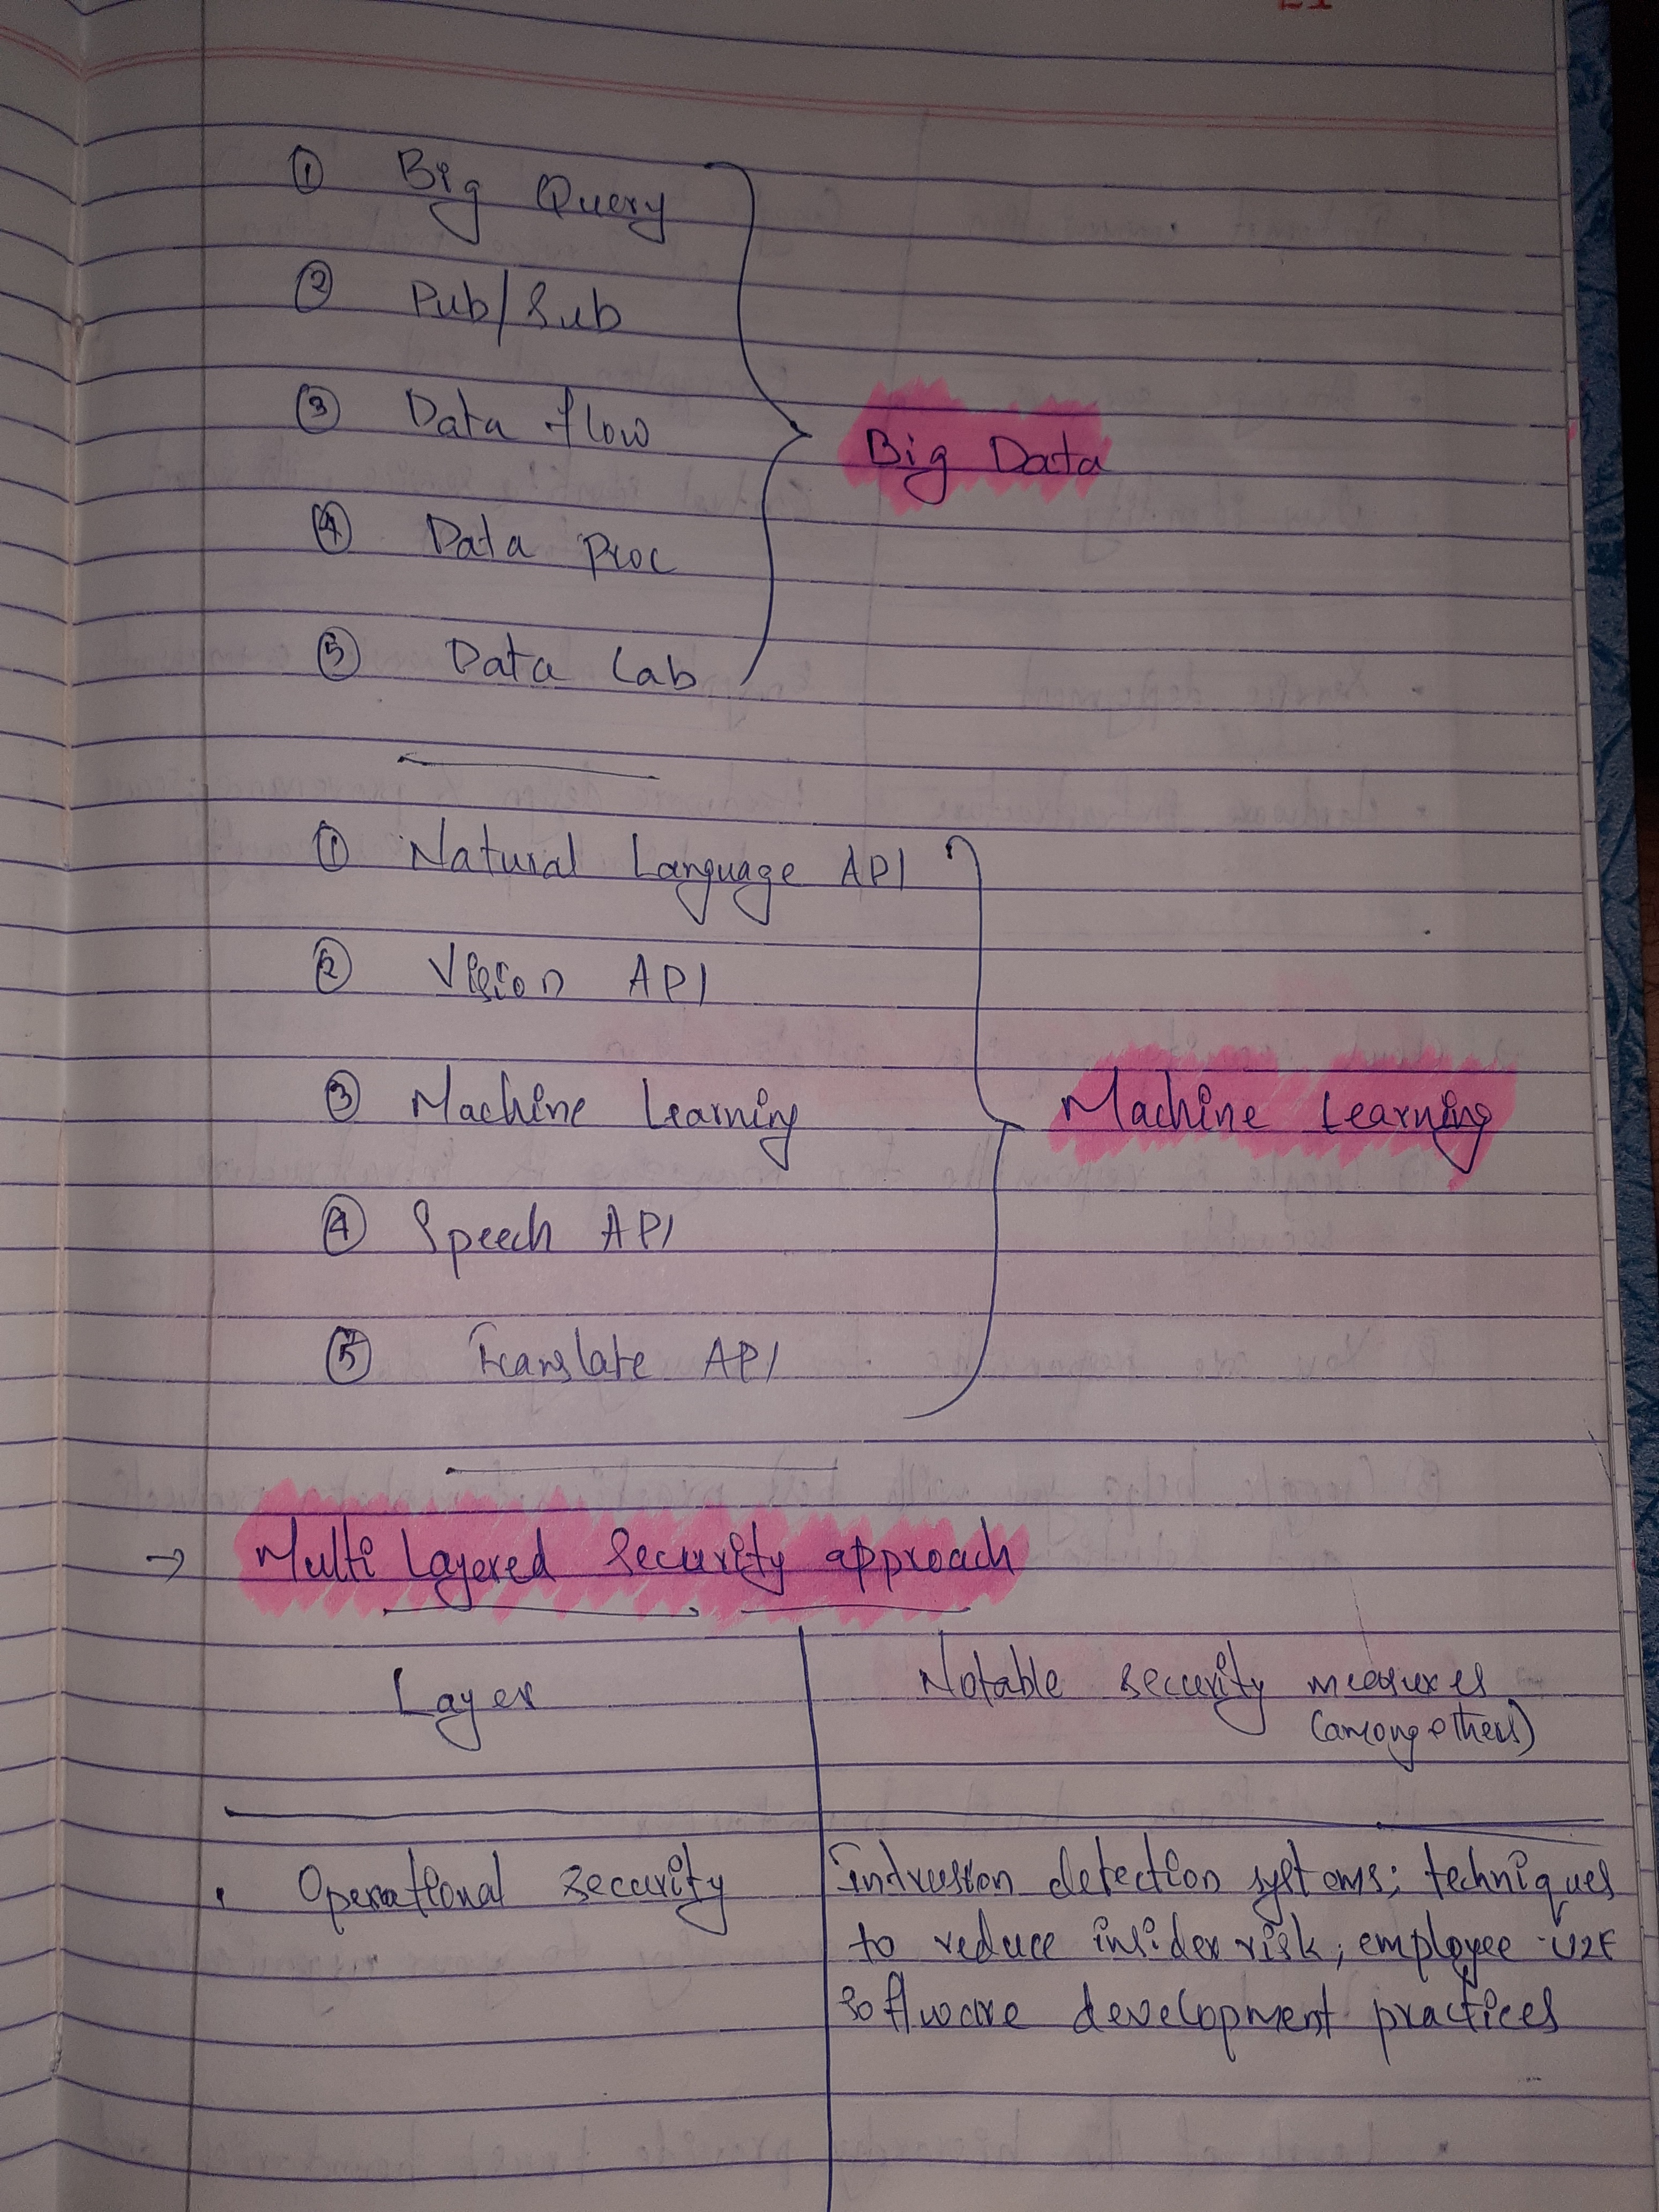 ① Big Query
② Pub/Sub
③ Data flow
Big Data
④ Data Proc
⑤ Data Lab
① Natural Language API
② Vision API
③ Machine Learning
Machine Learning
④ Speech API
⑤ Translate API
→ Multi Layered Security approach
Layer
Notable security measures
(among others)
• Operational security
Intrusion detection systems; techniques
to reduce insider risk; employee U2F
software development practices